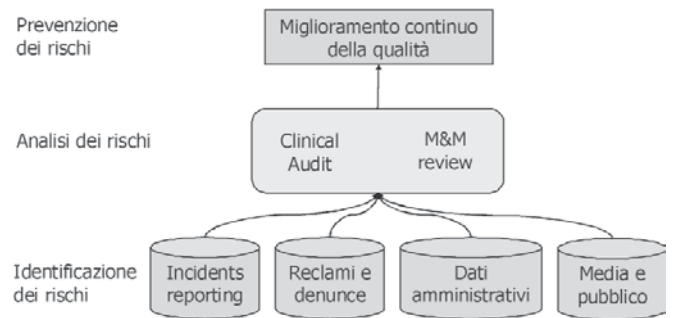 Prevenzione
dei rischi
Miglioramento continuo
della qualità
Analisi dei rischi
Clinical
Audit
M&M
review
Identificazione
dei rischi
Incidents
reporting
Reclami e
denunce
Dati
amministrativi
Media e
pubblico